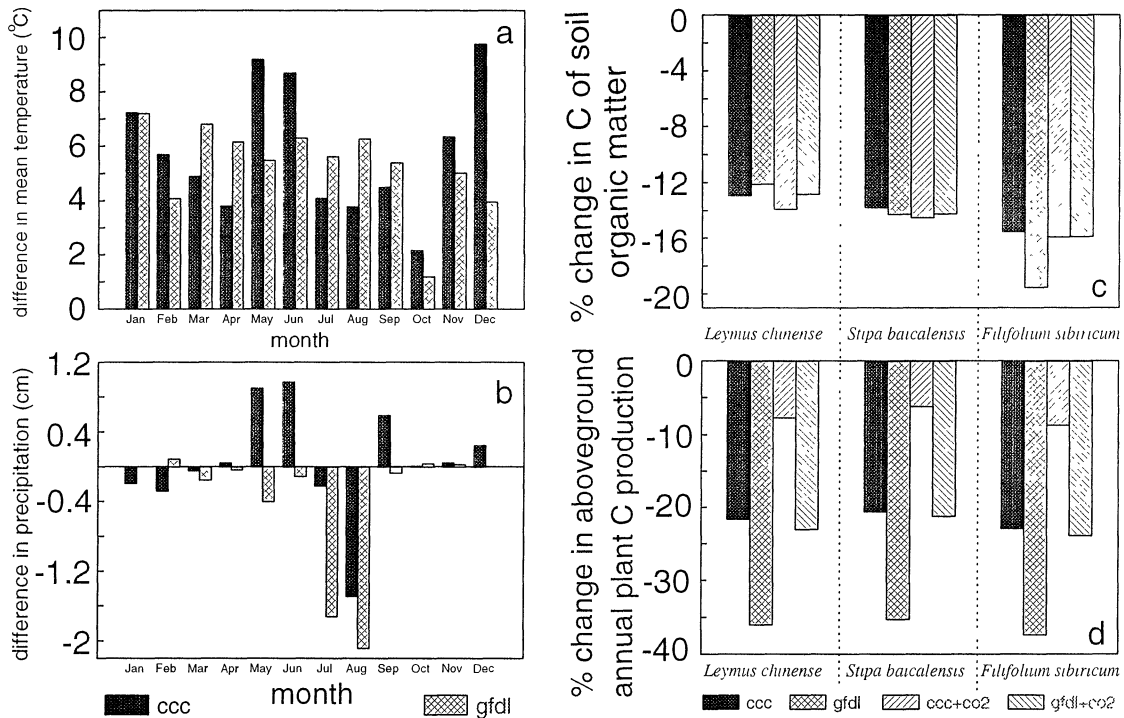 a
difference in mean temperature (°C)
10
8
6
4
2
0
Jan Feb Mar Apr May Jun Jul Aug Sep Oct Nov Dec
month
b
difference in precipitation (cm)
1.2
0.4
-0.4
-1.2
-2
Jan Feb Mar Apr May Jun Jul Aug Sep Oct Nov Dec
month
ccc gfdl
c
% change in C of soil
organic matter
0
-4
-8
-12
-16
-20
Leymus chinense Stipa baicalensis Filifolium sibiricum
d
% change in aboveground
annual plant C production
0
-10
-20
-30
-40
Leymus chinense Stipa baicalensis Filifolium sibiricum
ccc gfdl ccc+co2 gfdl+co2